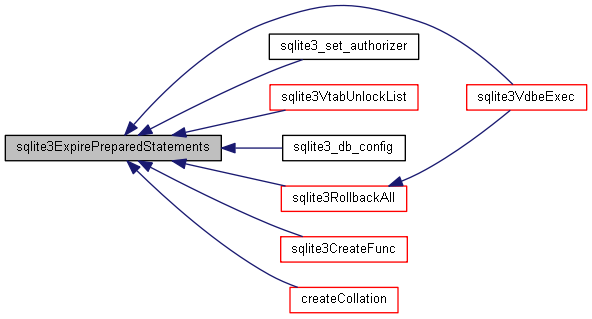 sqlite3_set_authorizer
sqlite3VtabUnlockList
sqlite3VdbeExec
sqlite3ExpirePreparedStatements
sqlite3_db_config
sqlite3RollbackAll
sqlite3CreateFunc
createCollation